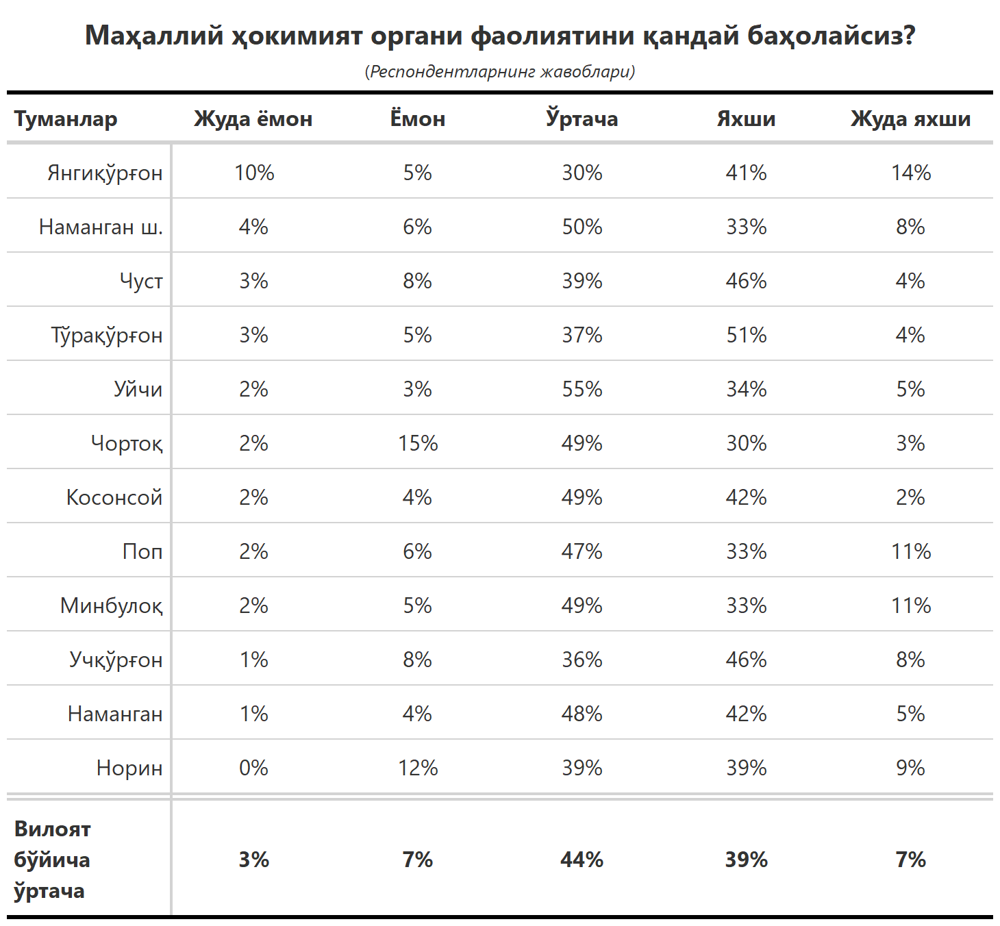 Маҳаллий ҳокимият органи фаолиятини қандай баҳолайсиз?
(Респондентларнинг жавоблари)
Туманлар Жуда ёмон Ёмон Ўртача Яхши Жуда яхши
Янгиқўрғон 10% 5% 30% 41% 14%
Наманган ш. 4% 6% 50% 33% 8%
Чуст 3% 8% 39% 46% 4%
Тўрақўрғон 3% 5% 37% 51% 4%
Уйчи 2% 3% 55% 34% 5%
Чортоқ 2% 15% 49% 30% 3%
Косонсой 2% 4% 49% 42% 2%
Поп 2% 6% 47% 33% 11%
Минбулоқ 2% 5% 49% 33% 11%
Учқўрғон 1% 8% 36% 46% 8%
Наманган 1% 4% 48% 42% 5%
Норин 0% 12% 39% 39% 9%
Вилоят
бўйича 3% 7% 44% 39% 7%
ўртача